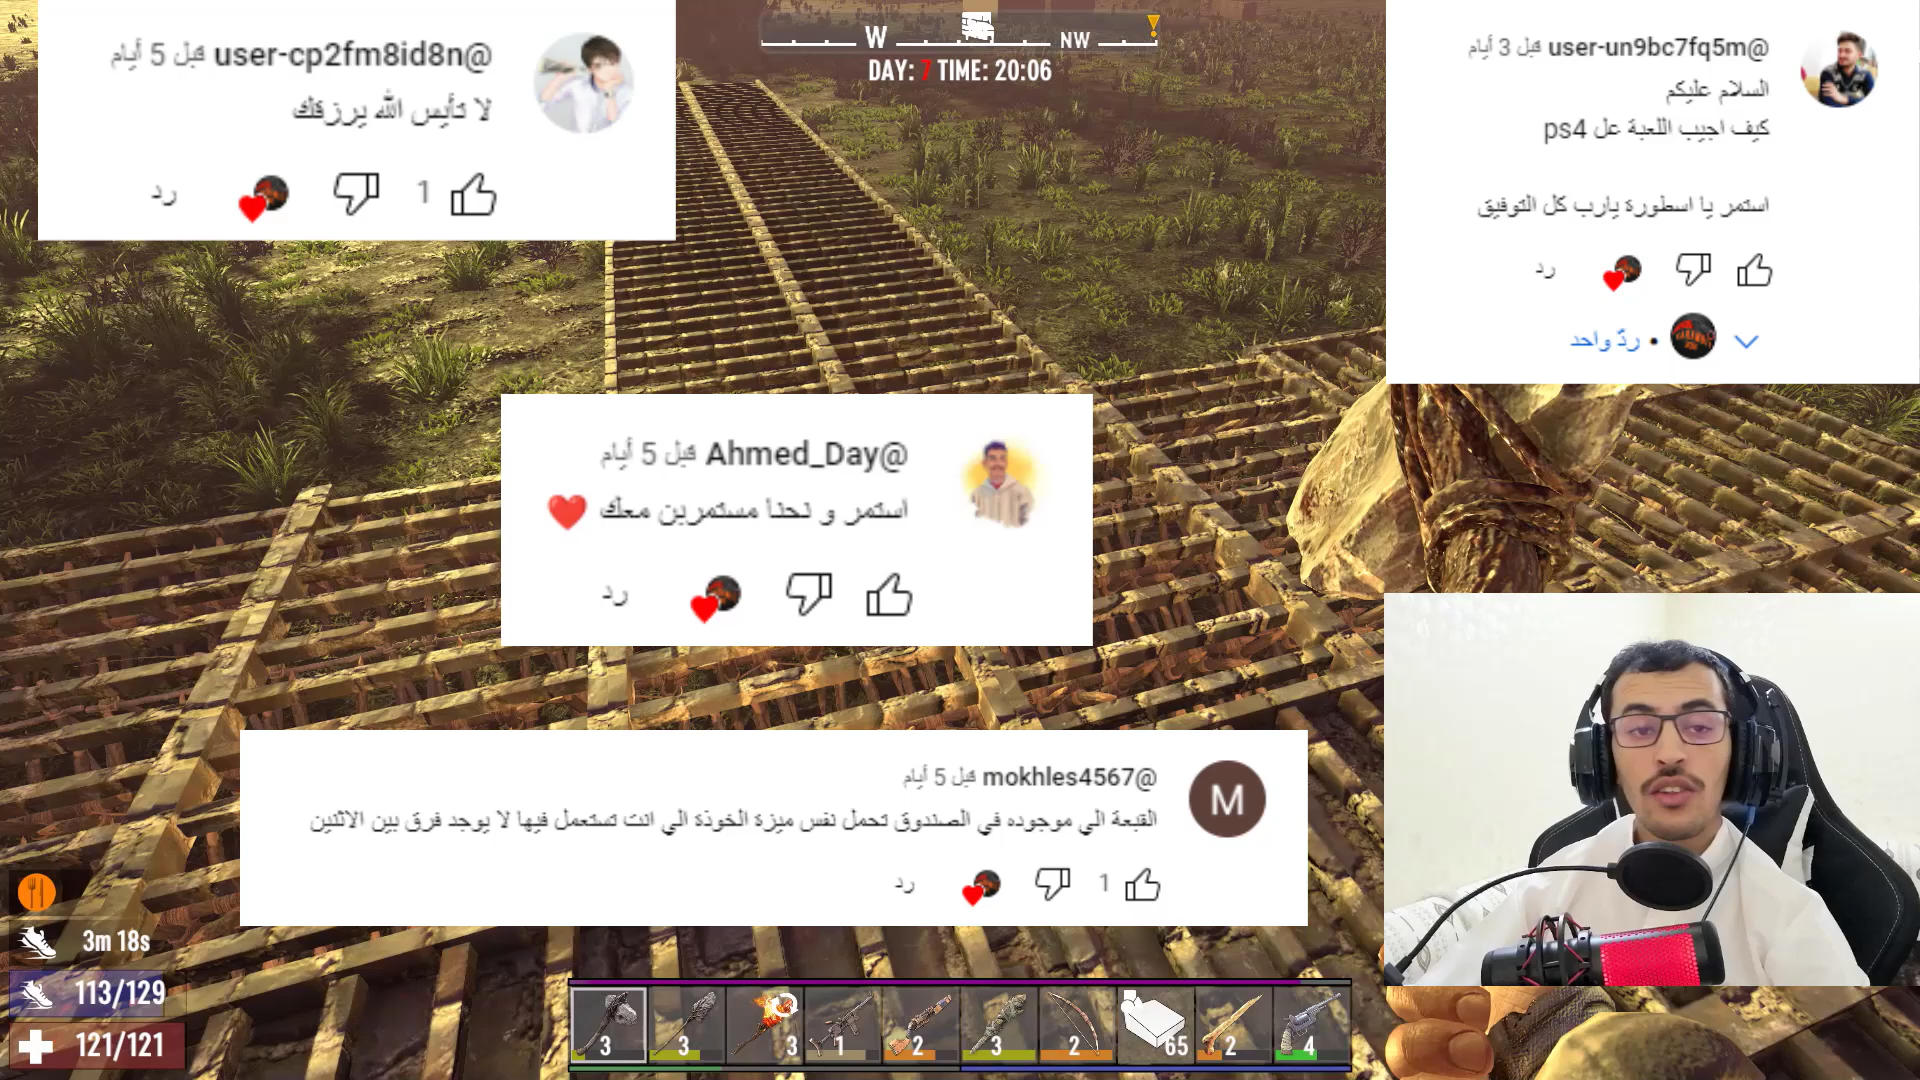 @user-cp2fm8id8n قبل 5 أيام
لا تأيس الله يرزقك
1
رد
W
NW
DAY: 7 TIME: 20:06
@user-un9bc7fq5m قبل 3 أيام
السلام عليكم
كيف اجيب اللعبة عل ps4
استمر يا اسطورة يارب كل التوفيق
رد
ردّ واحد
@Ahmed_Day قبل 5 أيام
استمر و نحنا مستمرين معك ❤️
رد
M
@mokhles4567 قبل 5 أيام
القبعة الي موجوده في الصندوق تحمل نفس ميزة الخوذة الي انت تستعمل فيها لا يوجد فرق بين الاثنين
1
رد
3m 18s
113/129
121/121
3
3
3
1
2
3
2
65
2
4